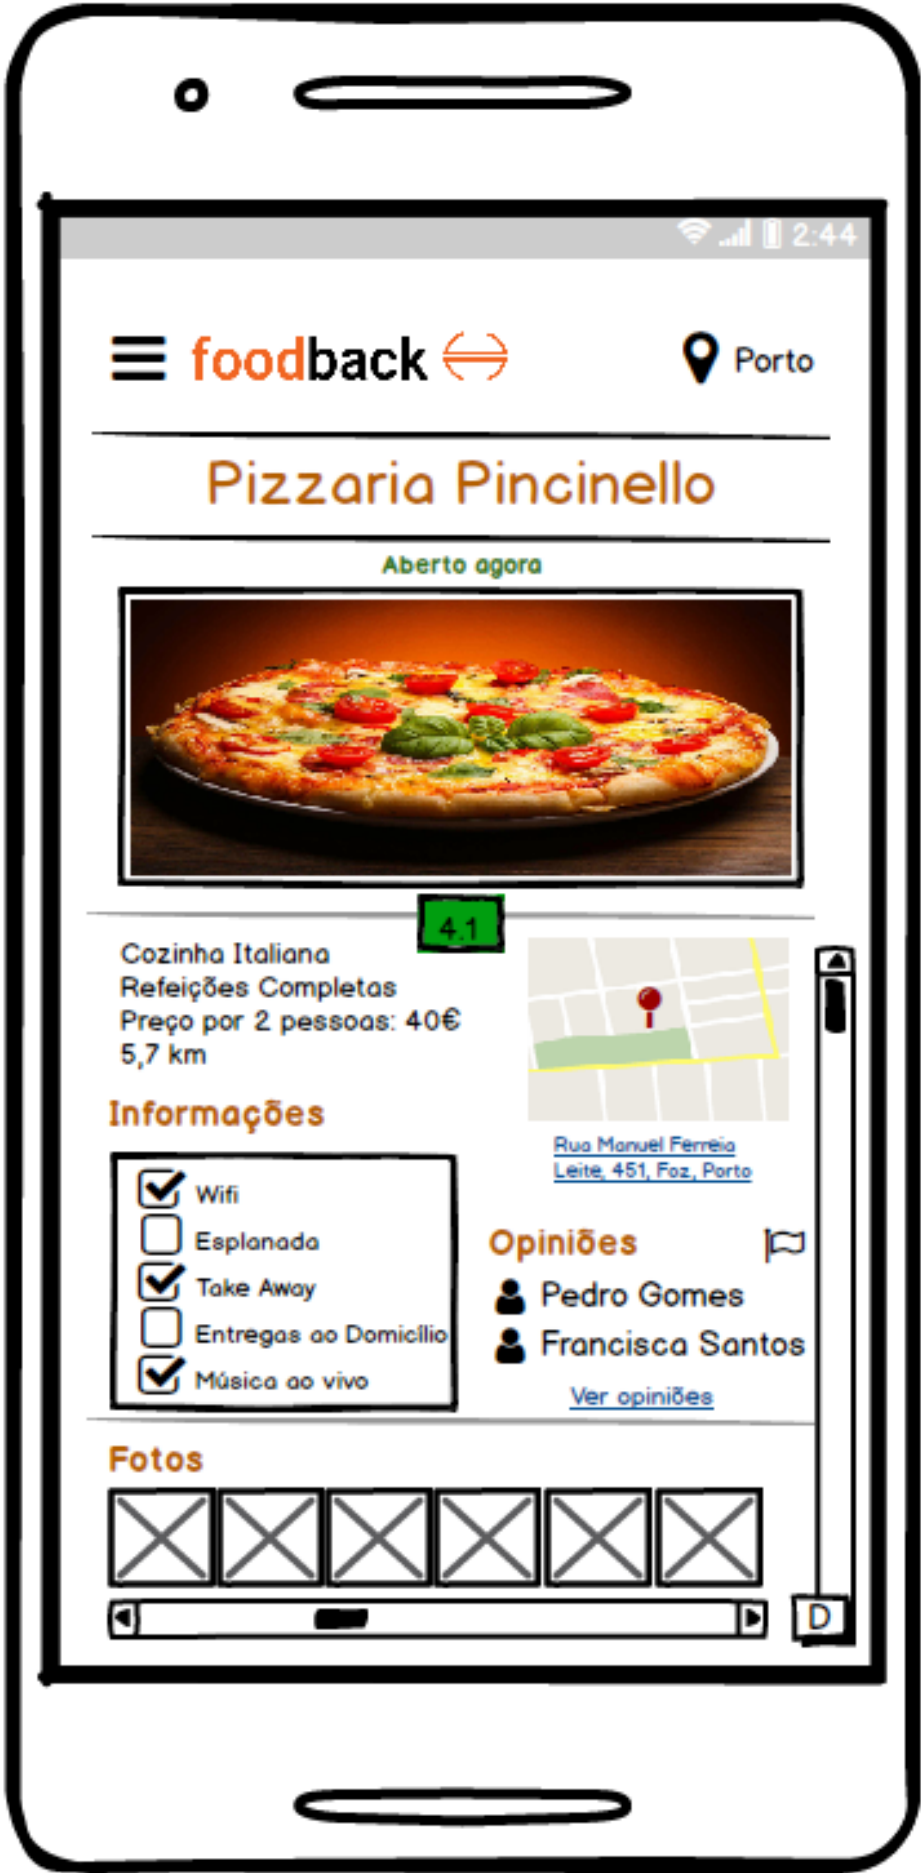 2:44
foodback
Porto
Pizzaria Pincinello
Aberto agora
4.1
Cozinha Italiana
Refeições Completas
Preço por 2 pessoas: 40€
5,7 km
Rua Manuel Ferreia
Leite, 451, Foz, Porto
Informações
Wifi
Esplanada
Take Away
Entregas ao Domicílio
Música ao vivo
Opiniões
Pedro Gomes
Francisca Santos
Ver opiniões
Fotos
D